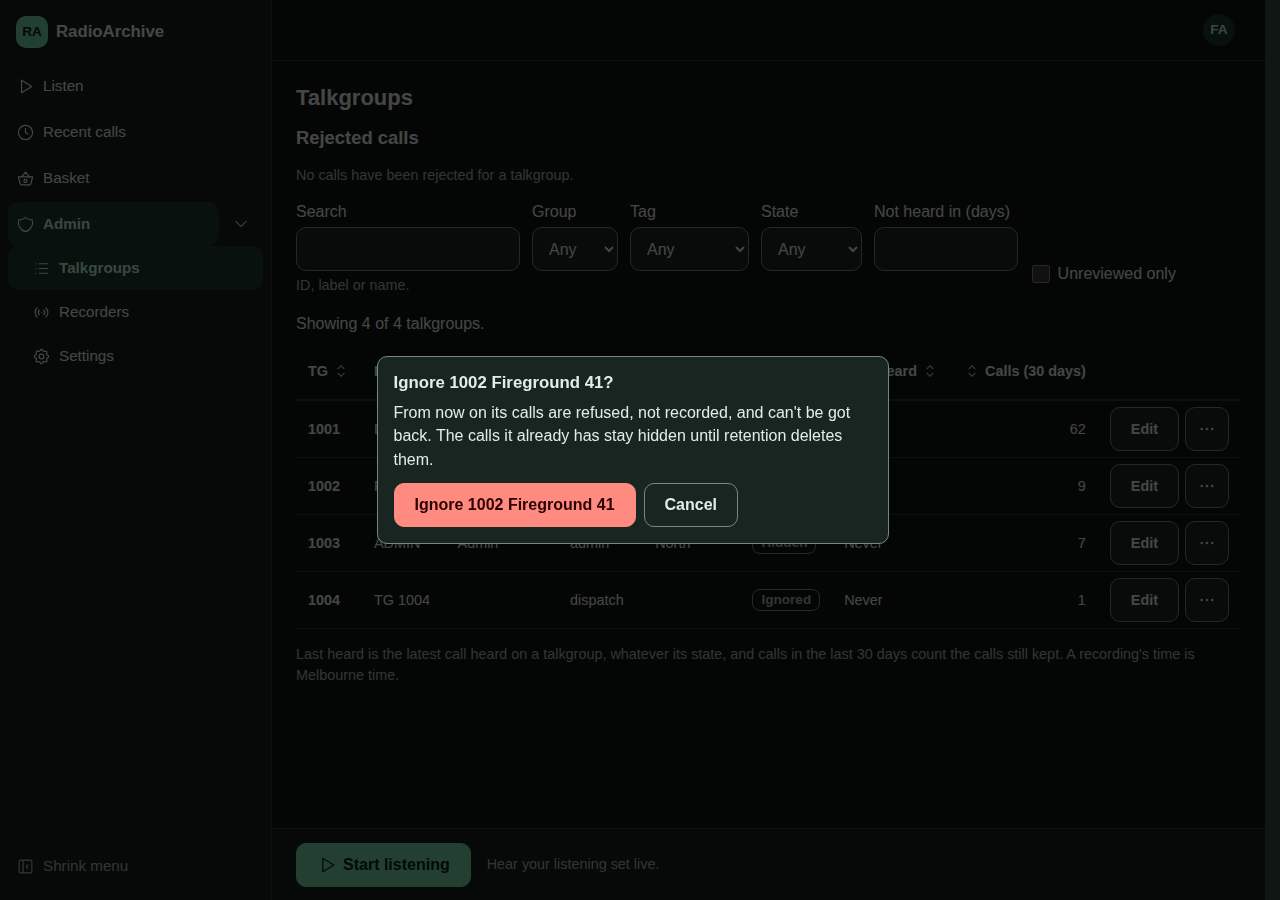 RA RadioArchive
FA
Listen
Recent calls
Basket
Admin
Talkgroups
Recorders
Settings
Shrink menu
Talkgroups
Rejected calls
No calls have been rejected for a talkgroup.
Search Group Tag State Not heard in (days)
Any Any Any
Unreviewed only
ID, label or name.
Showing 4 of 4 talkgroups.
TG Calls (30 days)
Ignore 1002 Fireground 41?
From now on its calls are refused, not recorded, and can't be got
back. The calls it already has stay hidden until retention deletes
them.
Ignore 1002 Fireground 41 Cancel
1001 62 Edit ...
1002 9 Edit ...
1003 ADMIN Admin admin North Hidden Never 7 Edit ...
1004 TG 1004 dispatch Ignored Never 1 Edit ...
Last heard is the latest call heard on a talkgroup, whatever its state, and calls in the last 30 days count the calls still kept. A recording's time is
Melbourne time.
Start listening Hear your listening set live.